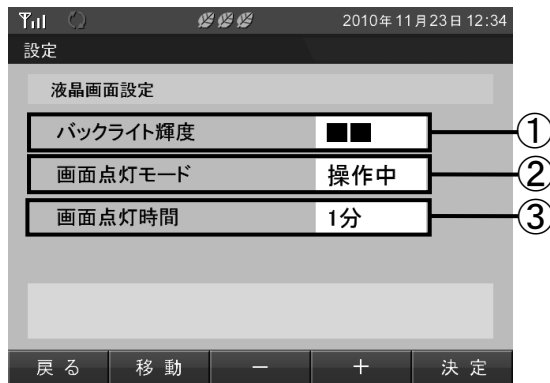 2010年11月23日 12:34
設定
液晶画面設定
バックライト輝度 ■■ ①
画面点灯モード 操作中 ②
画面点灯時間 1分 ③
戻る 移動 － ＋ 決定